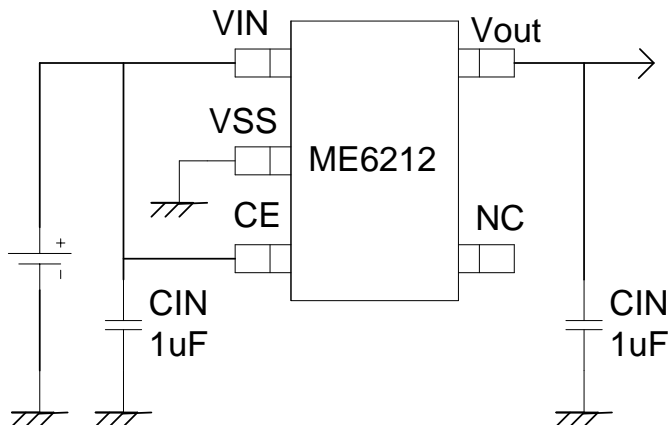 VIN
Vout
VSS
ME6212
CE
NC
+
-
CIN
1uF
CIN
1uF